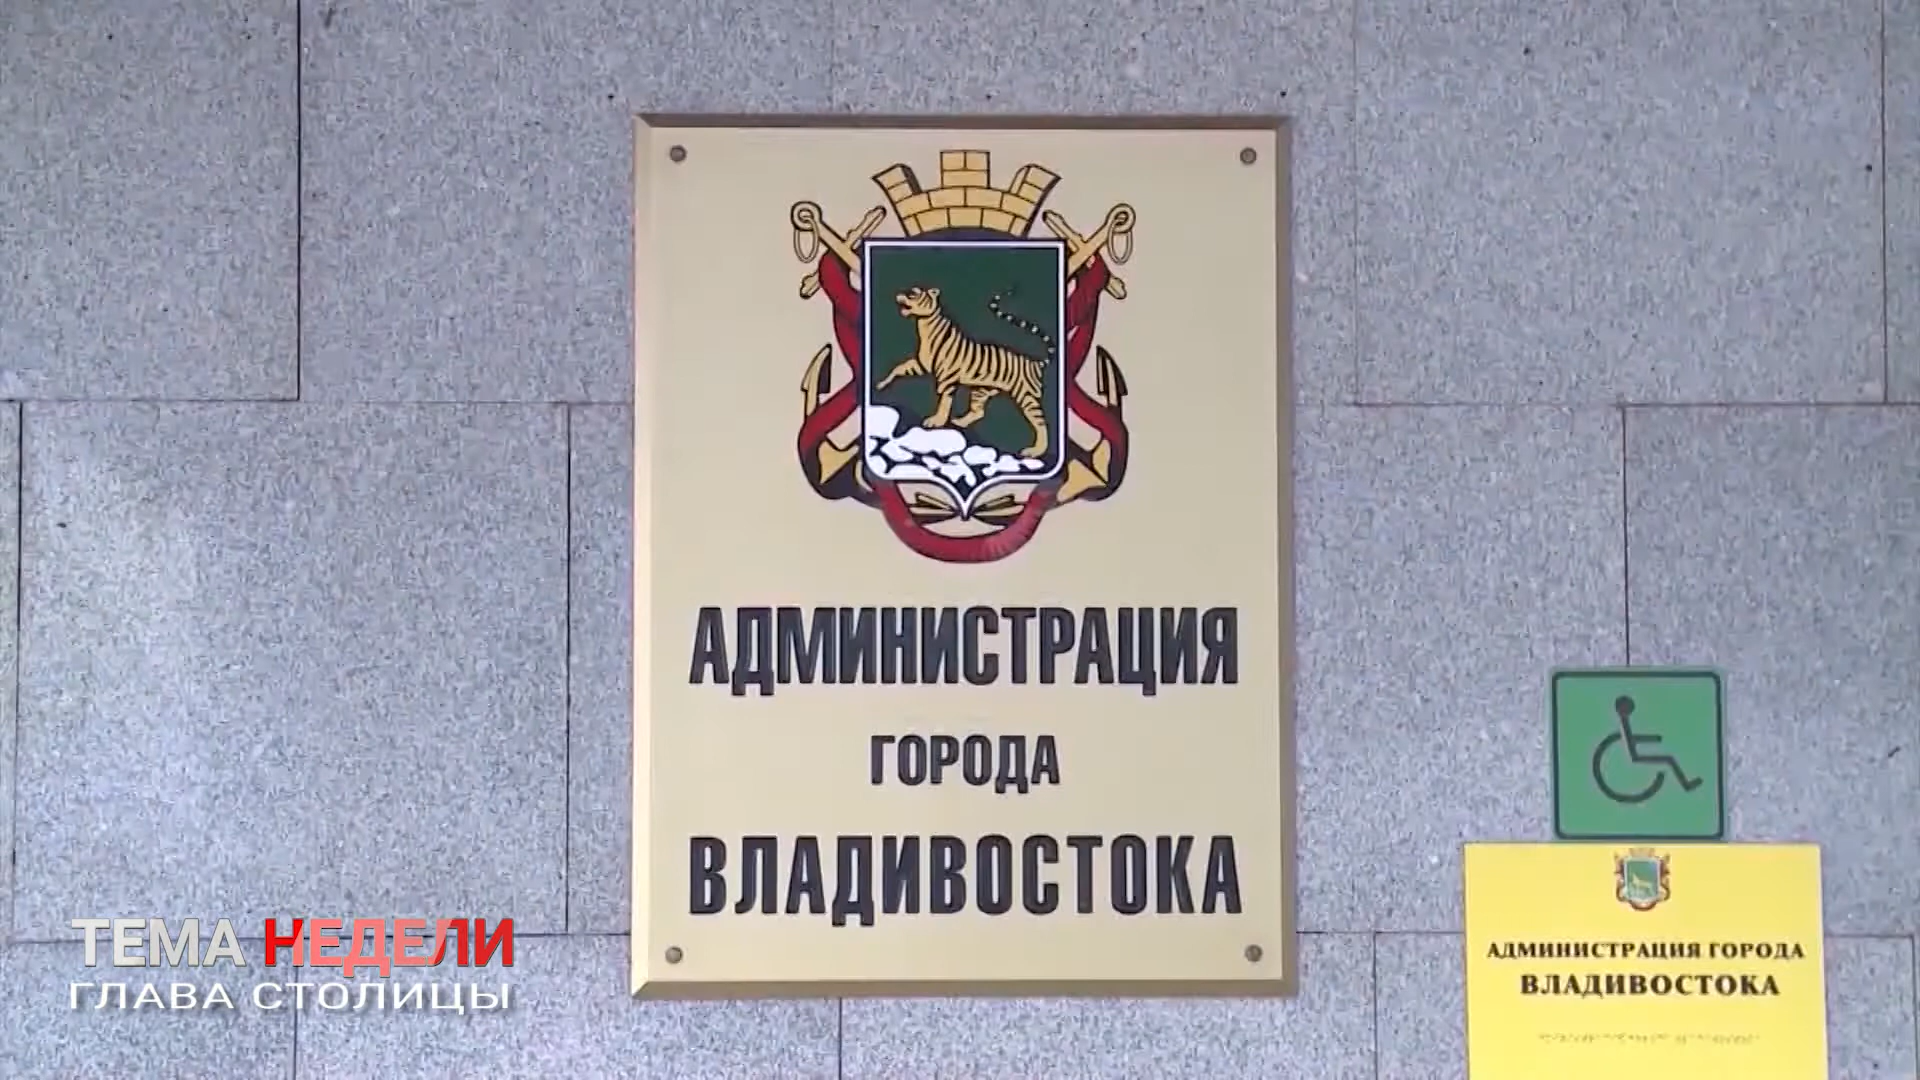 АДМИНИСТРАЦИЯ
ГОРОДА
ВЛАДИВОСТОКА
АДМИНИСТРАЦИЯ ГОРОДА
ВЛАДИВОСТОКА
ТЕМА НЕДЕЛИ
ГЛАВА СТОЛИЦЫ